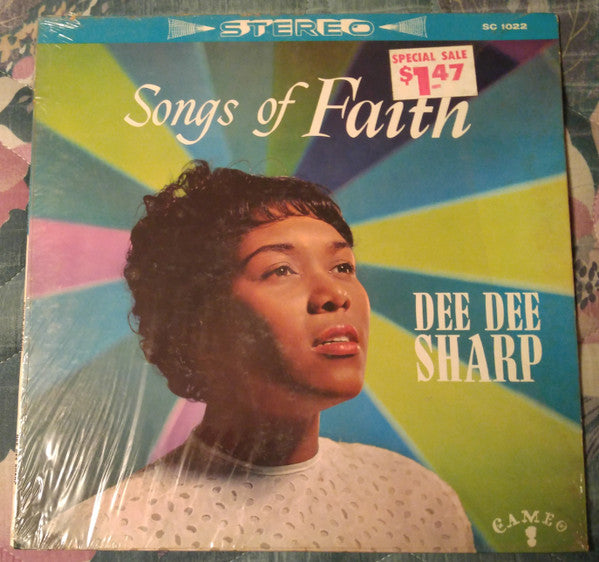 STEREO
SC 1022
SPECIAL SALE
$1.47
Songs of Faith
DEE DEE
SHARP
CAMEO